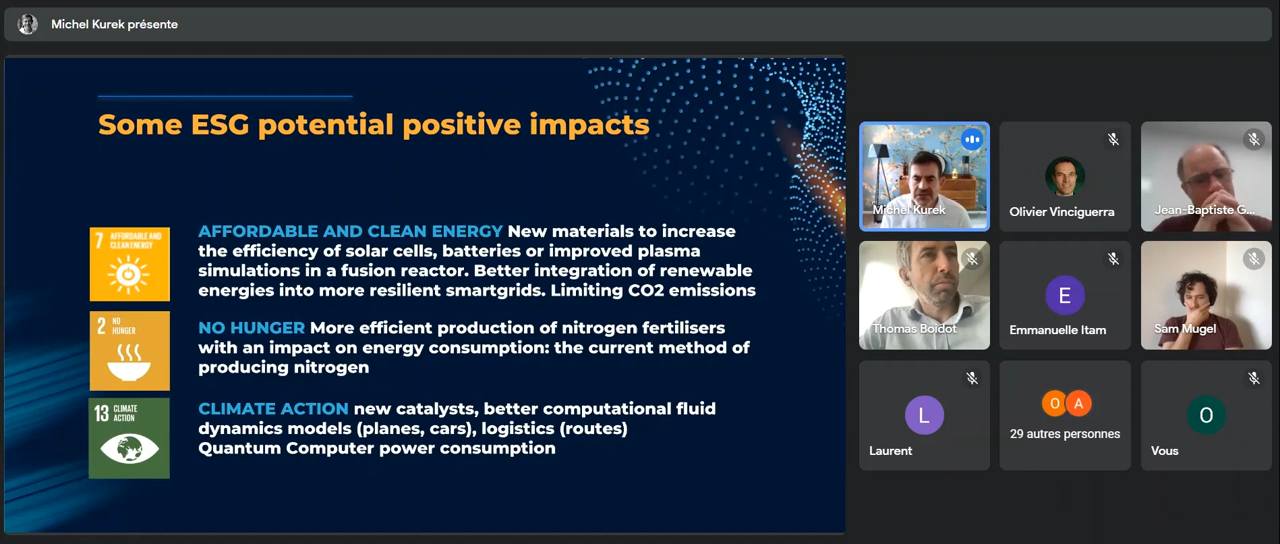 Michel Kurek présente
Some ESG potential positive impacts
7 AFFORDABLE AND
CLEAN ENERGY
AFFORDABLE AND CLEAN ENERGY New materials to increase
the efficiency of solar cells, batteries or improved plasma
simulations in a fusion reactor. Better integration of renewable
energies into more resilient smartgrids. Limiting CO2 emissions
2 NO
HUNGER
NO HUNGER More efficient production of nitrogen fertilisers
with an impact on energy consumption: the current method of
producing nitrogen
13 CLIMATE
ACTION
CLIMATE ACTION new catalysts, better computational fluid
dynamics models (planes, cars), logistics (routes)
Quantum Computer power consumption
Michel Kurek
Olivier Vinciguerra
Jean-Baptiste G...
Thomas Boidot
E
Emmanuelle Itam
Sam Mugel
L
Laurent
O A
29 autres personnes
O
Vous